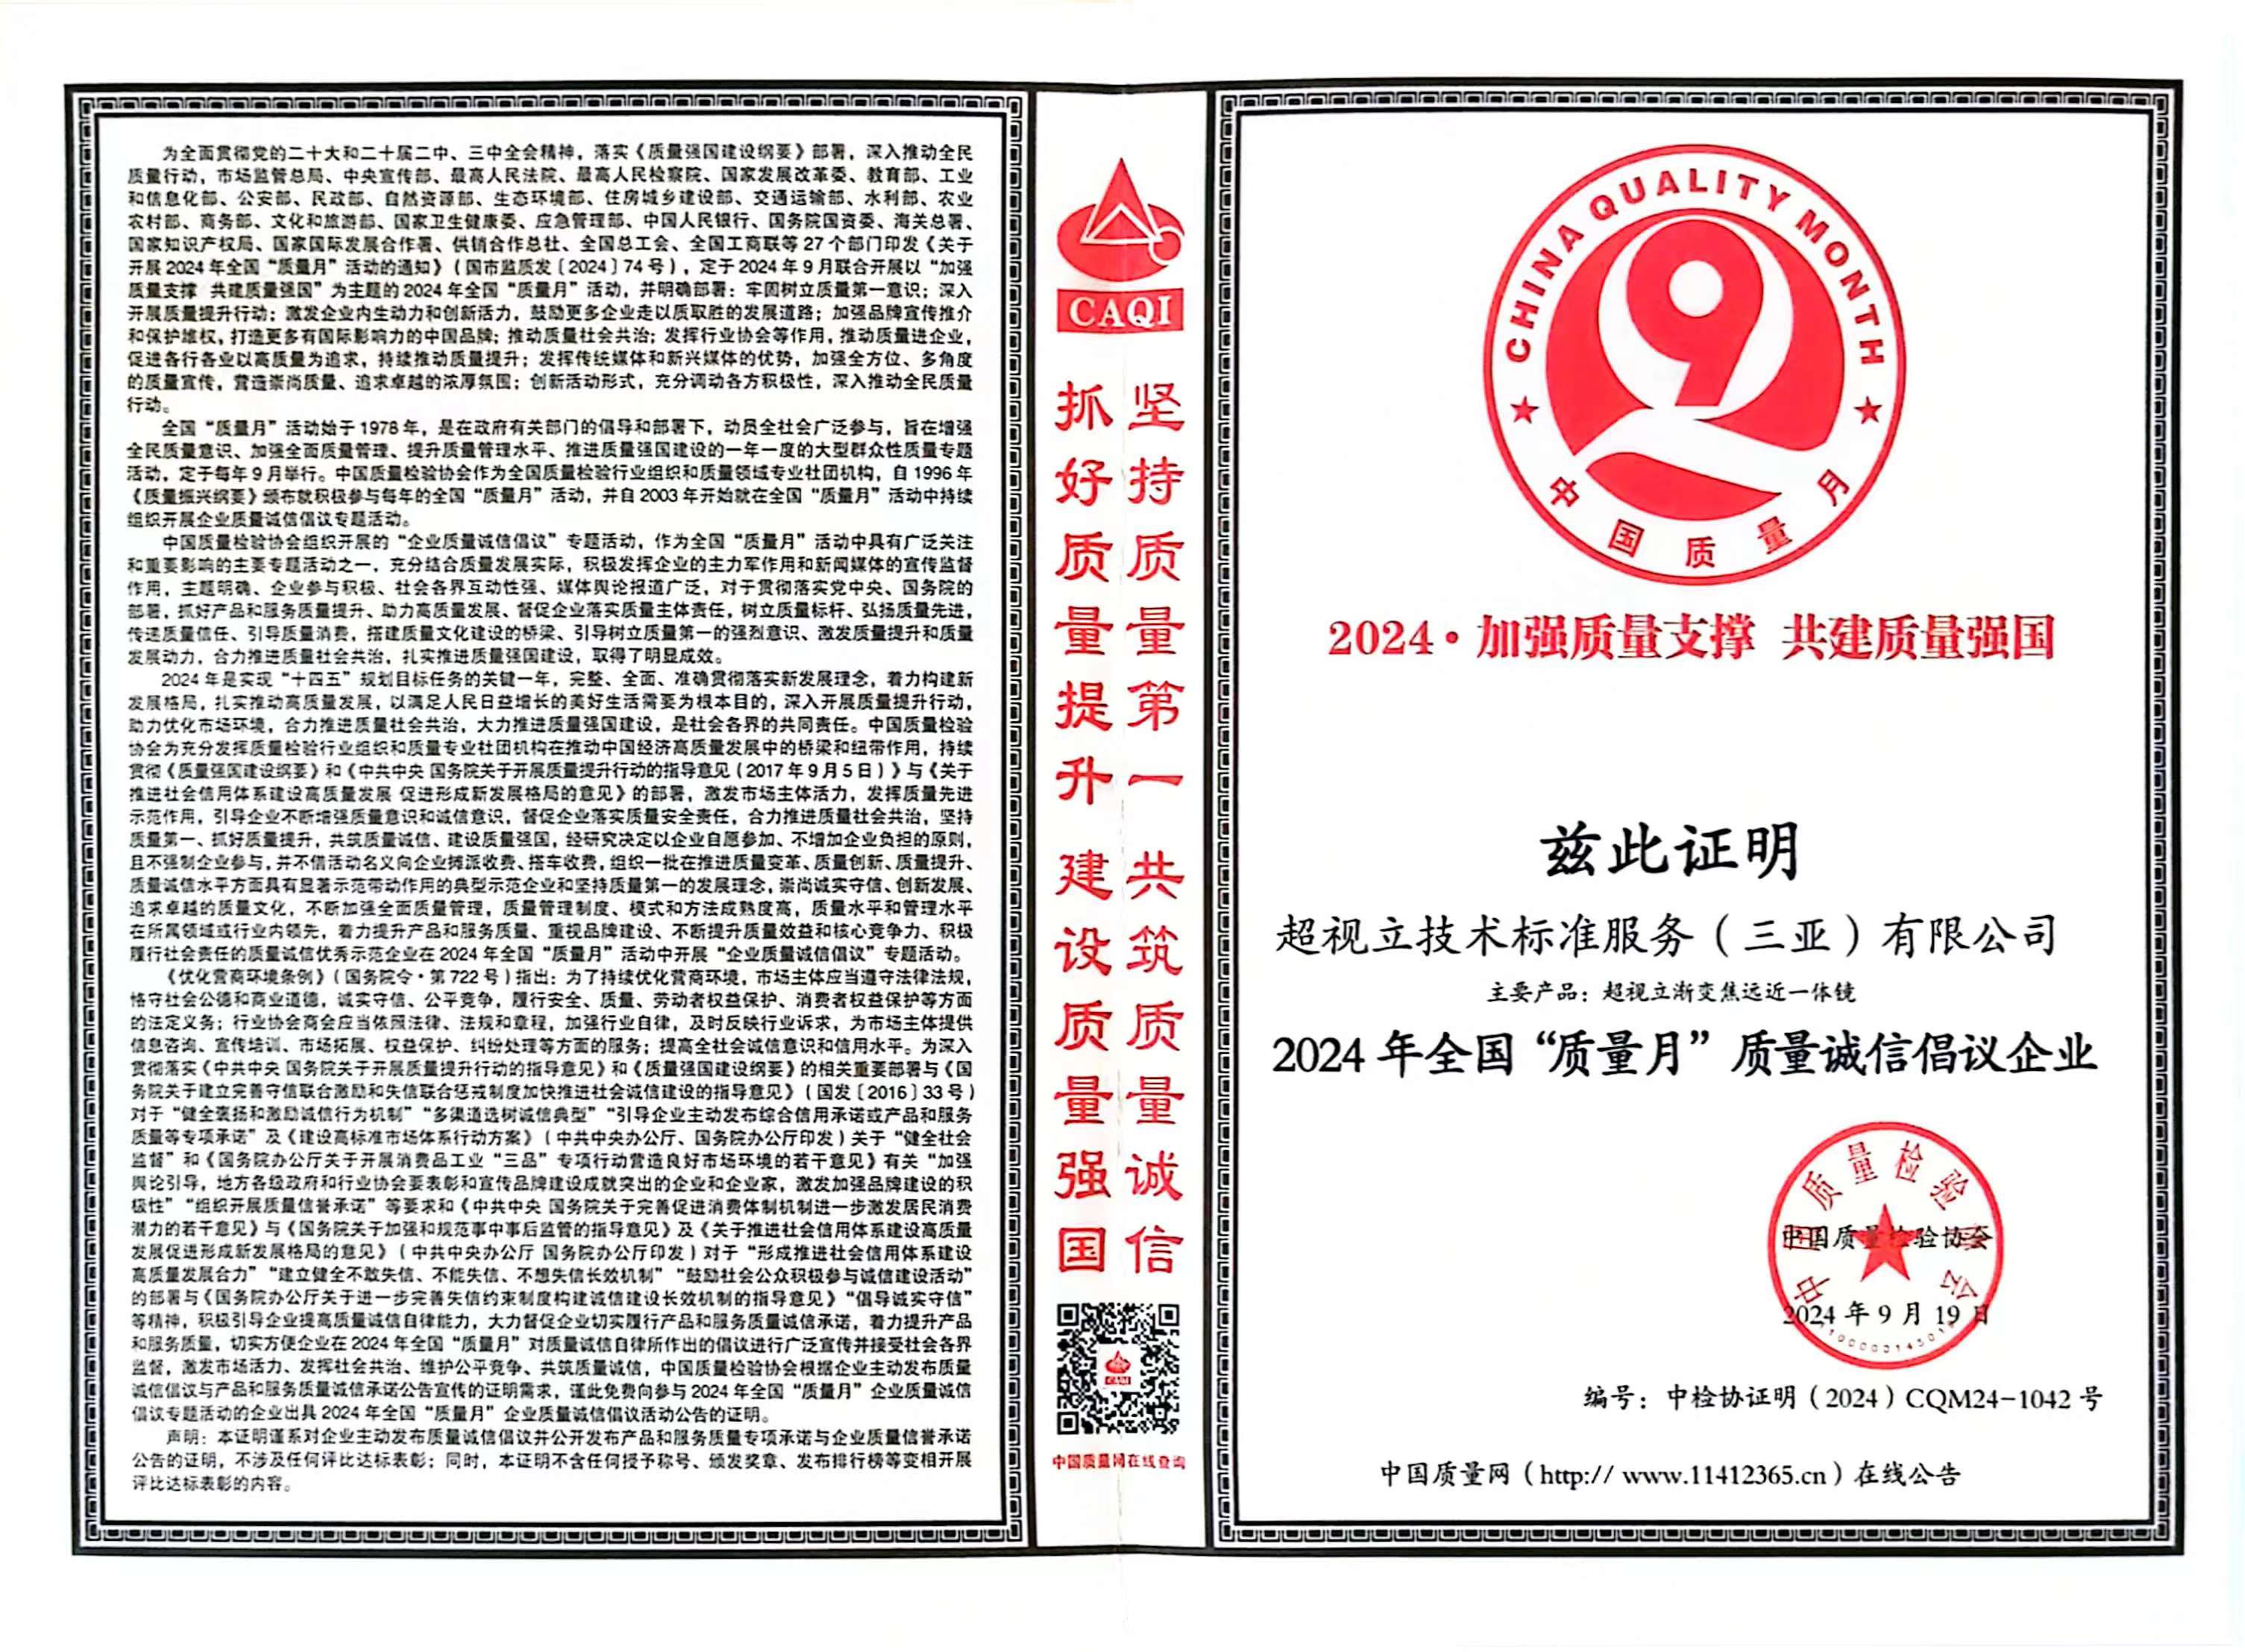 为全面贯彻党的二十大和二十届二中、三中全会精神，落实《质量强国建设纲要》部署，深入推动全民
质量行动，市场监管总局、中央宣传部、最高人民法院、最高人民检察院、国家发展改革委、教育部、工业
和信息化部、公安部、民政部、自然资源部、生态环境部、住房城乡建设部、交通运输部、水利部、农业
农村部、商务部、文化和旅游部、国家卫生健康委、应急管理部、中国人民银行、国务院国资委、海关总署、
国家知识产权局、国家国际发展合作署、供销合作总社、全国总工会、全国工商联等 27 个部门印发《关于
开展 2024 年全国“质量月”活动的通知》（国市监质发〔2024〕74 号），定于 2024 年 9 月联合开展以“加强
质量支撑 共建质量强国”为主题的 2024 年全国“质量月”活动，并明确部署：牢固树立质量第一意识；深入
开展质量提升行动；激发企业内生动力和创新活力，鼓励更多企业走以质取胜的发展道路；加强品牌宣传推介
和保护维权，打造更多有国际影响力的中国品牌；推动质量社会共治；发挥行业协会等作用，推动质量进企业，
促进各行各业以高质量为追求，持续推动质量提升；发挥传统媒体和新兴媒体的优势，加强全方位、多角度
的质量宣传，营造崇尚质量、追求卓越的浓厚氛围；创新活动形式，充分调动各方积极性，深入推动全民质量
行动。
全国“质量月”活动始于 1978 年，是在政府有关部门的倡导和部署下，动员全社会广泛参与，旨在增强
全民质量意识、加强全面质量管理、提升质量管理水平、推进质量强国建设的一年一度的大型群众性质量专题
活动，定于每年 9 月举行。中国质量检验协会作为全国质量检验行业组织和质量领域专业社团机构，自 1996 年
《质量振兴纲要》颁布就积极参与每年的全国“质量月”活动，并自 2003 年开始就在全国“质量月”活动中持续
组织开展企业质量诚信倡议专题活动。
中国质量检验协会组织开展的“企业质量诚信倡议”专题活动，作为全国“质量月”活动中具有广泛关注
和重要影响的主要专题活动之一，充分结合质量发展实际，积极发挥企业的主力军作用和新闻媒体的宣传监督
作用，主题明确、企业参与积极、社会各界互动性强、媒体舆论报道广泛，对于贯彻落实党中央、国务院的
部署，抓好产品和服务质量提升、助力高质量发展、督促企业落实质量主体责任，树立质量标杆、弘扬质量先进，
传递质量信任、引导质量消费，搭建质量文化建设的桥梁、引导树立质量第一的强烈意识、激发质量提升和质量
发展动力，合力推进质量社会共治，扎实推进质量强国建设，取得了明显成效。
2024 年是实现“十四五”规划目标任务的关键一年，完整、全面、准确贯彻落实新发展理念，着力构建新
发展格局，扎实推动高质量发展，以满足人民日益增长的美好生活需要为根本目的，深入开展质量提升行动，
助力优化市场环境，合力推进质量社会共治，大力推进质量强国建设，是社会各界的共同责任。中国质量检验
协会为充分发挥质量检验行业组织和质量专业社团机构在推动中国经济高质量发展中的桥梁和纽带作用，持续
贯彻《质量强国建设纲要》和《中共中央 国务院关于开展质量提升行动的指导意见（2017 年 9 月 5 日）》与《关于
推进社会信用体系建设高质量发展 促进形成新发展格局的意见》的部署，激发市场主体活力，发挥质量先进
示范作用，引导企业不断增强质量意识和诚信意识，督促企业落实质量安全责任，合力推进质量社会共治，坚持
质量第一、抓好质量提升，共筑质量诚信、建设质量强国，经研究决定以企业自愿参加、不增加企业负担的原则，
且不强制企业参与，并不借活动名义向企业摊派收费、搭车收费，组织一批在推进质量变革、质量创新、质量提升、
质量诚信水平方面具有显著示范带动作用的典型示范企业和坚持质量第一的发展理念，崇尚诚实守信、创新发展、
追求卓越的质量文化，不断加强全面质量管理，质量管理制度、模式和方法成熟度高，质量水平和管理水平
在所属领域或行业内领先，着力提升产品和服务质量、重视品牌建设、不断提升质量效益和核心竞争力、积极
履行社会责任的质量诚信优秀示范企业在 2024 年全国“质量月”活动中开展“企业质量诚信倡议”专题活动。
《优化营商环境条例》（国务院令·第 722 号）指出：为了持续优化营商环境，市场主体应当遵守法律法规，
恪守社会公德和商业道德，诚实守信、公平竞争，履行安全、质量、劳动者权益保护、消费者权益保护等方面
的法定义务；行业协会商会应当依照法律、法规和章程，加强行业自律，及时反映行业诉求，为市场主体提供
信息咨询、宣传培训、市场拓展、权益保护、纠纷处理等方面的服务；提高全社会诚信意识和信用水平。为深入
贯彻落实《中共中央 国务院关于开展质量提升行动的指导意见》和《质量强国建设纲要》的相关重要部署与《国
务院关于建立完善守信联合激励和失信联合惩戒制度加快推进社会诚信建设的指导意见》（国发〔2016〕33 号）
对于“健全褒扬和激励诚信行为机制”“多渠道选树诚信典型”“引导企业主动发布综合信用承诺或产品和服务
质量等专项承诺”及《建设高标准市场体系行动方案》（中共中央办公厅、国务院办公厅印发）关于“健全社会
监督”和《国务院办公厅关于开展消费品工业“三品”专项行动营造良好市场环境的若干意见》有关“加强
舆论引导，地方各级政府和行业协会要表彰和宣传品牌建设成就突出的企业和企业家，激发加强品牌建设的积
极性”“组织开展质量信誉承诺”等要求和《中共中央 国务院关于完善促进消费体制机制进一步激发居民消费
潜力的若干意见》与《国务院关于加强和规范事中事后监管的指导意见》及《关于推进社会信用体系建设高质量
发展促进形成新发展格局的意见》（中共中央办公厅 国务院办公厅印发）对于“形成推进社会信用体系建设
高质量发展合力”“建立健全不敢失信、不能失信、不想失信长效机制”“鼓励社会公众积极参与诚信建设活动”
的部署与《国务院办公厅关于进一步完善失信约束制度构建诚信建设长效机制的指导意见》“倡导诚实守信”
等精神，积极引导企业提高质量诚信自律能力，大力督促企业切实履行产品和服务质量诚信承诺，着力提升产品
和服务质量，切实方便企业在 2024 年全国“质量月”对质量诚信自律所作出的倡议进行广泛宣传并接受社会各界
监督，激发市场活力、发挥社会共治、维护公平竞争、共筑质量诚信，中国质量检验协会根据企业主动发布质量
诚信倡议与产品和服务质量诚信承诺公告宣传的证明需求，谨此免费向参与 2024 年全国“质量月”企业质量诚信
倡议专题活动的企业出具 2024 年全国“质量月”企业质量诚信倡议活动公告的证明。
声明：本证明谨系对企业主动发布质量诚信倡议并公开发布产品和服务质量专项承诺与企业质量信誉承诺
公告的证明，不涉及任何评比达标表彰；同时，本证明不含任何授予称号、颁发奖章、发布排行榜等变相开展
评比达标表彰的内容。
CAQI
坚持质量第一 共筑质量诚信
抓好质量提升 建设质量强国
CAQI
中国质量网在线查询
CHINA QUALITY MONTH
9
中国质量月
2024·加强质量支撑 共建质量强国
兹此证明
超视立技术标准服务（三亚）有限公司
主要产品：超视立渐变焦远近一体镜
2024 年全国“质量月”质量诚信倡议企业
中国质量检验协会
中国质量检验协会
2024 年 9 月 19 日
编号：中检协证明（2024）CQM24-1042 号
中国质量网（http:// www.11412365.cn）在线公告